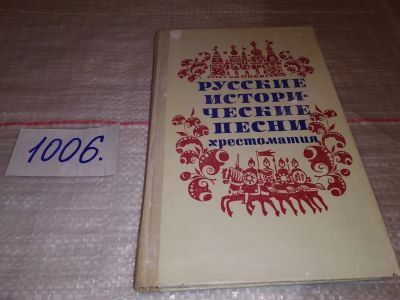 РУССКИЕ
ИСТОРИ-
ЧЕСКИЕ
ПЕСНИ
хрестоматия
1006.